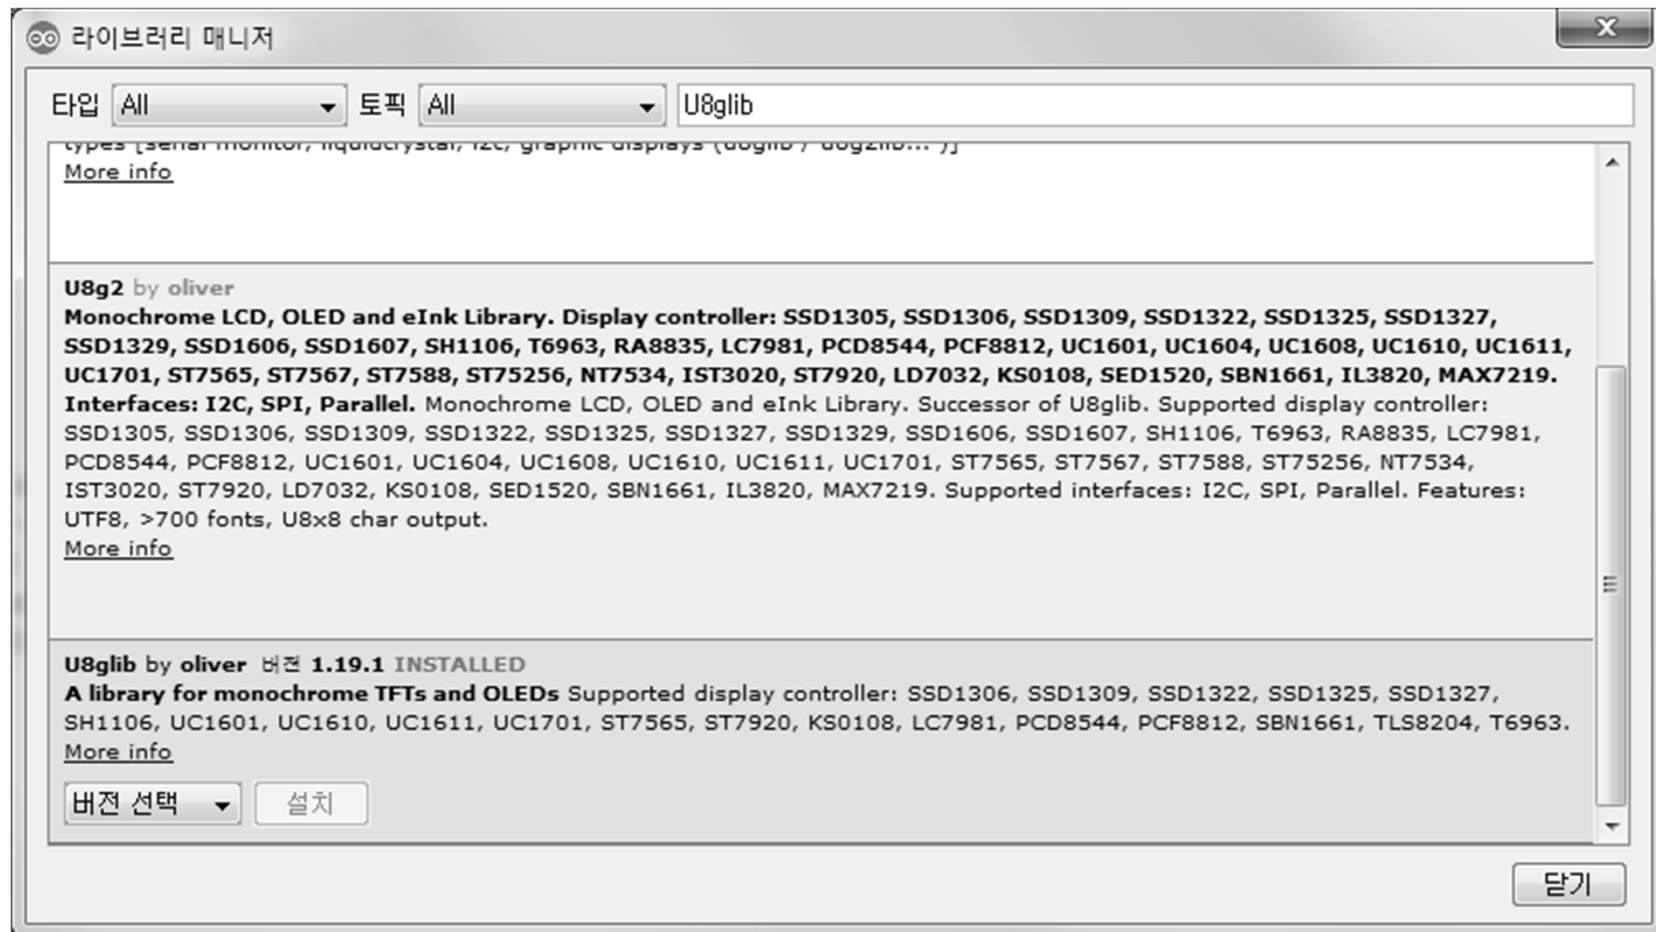 라이브러리 매니저
타입 All 토픽 All U8glib
types [serial monitor, liquidcrystal, i2c, graphic displays (u8glib / u8g2lib... )]
More info
U8g2 by oliver
Monochrome LCD, OLED and eInk Library. Display controller: SSD1305, SSD1306, SSD1309, SSD1322, SSD1325, SSD1327,
SSD1329, SSD1606, SSD1607, SH1106, T6963, RA8835, LC7981, PCD8544, PCF8812, UC1601, UC1604, UC1608, UC1610, UC1611,
UC1701, ST7565, ST7567, ST7588, ST75256, NT7534, IST3020, ST7920, LD7032, KS0108, SED1520, SBN1661, IL3820, MAX7219.
Interfaces: I2C, SPI, Parallel. Monochrome LCD, OLED and eInk Library. Successor of U8glib. Supported display controller:
SSD1305, SSD1306, SSD1309, SSD1322, SSD1325, SSD1327, SSD1329, SSD1606, SSD1607, SH1106, T6963, RA8835, LC7981,
PCD8544, PCF8812, UC1601, UC1604, UC1608, UC1610, UC1611, UC1701, ST7565, ST7567, ST7588, ST75256, NT7534,
IST3020, ST7920, LD7032, KS0108, SED1520, SBN1661, IL3820, MAX7219. Supported interfaces: I2C, SPI, Parallel. Features:
UTF8, >700 fonts, U8x8 char output.
More info
U8glib by oliver 버전 1.19.1 INSTALLED
A library for monochrome TFTs and OLEDs Supported display controller: SSD1306, SSD1309, SSD1322, SSD1325, SSD1327,
SH1106, UC1601, UC1610, UC1611, UC1701, ST7565, ST7920, KS0108, LC7981, PCD8544, PCF8812, SBN1661, TLS8204, T6963.
More info
버전 선택 설치
닫기